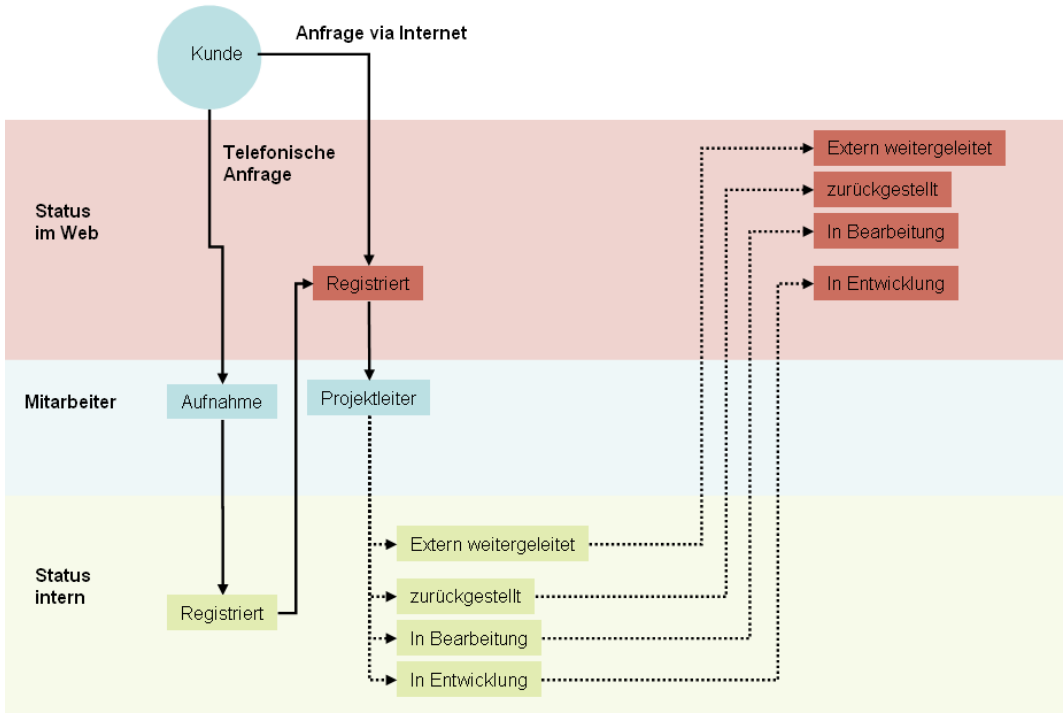 Anfrage via Internet
Kunde
Telefonische
Anfrage
Extern weitergeleitet
zurückgestellt
Status
im Web
In Bearbeitung
Registriert
In Entwicklung
Mitarbeiter
Aufnahme
Projektleiter
Extern weitergeleitet
Status
intern
zurückgestellt
Registriert
In Bearbeitung
In Entwicklung